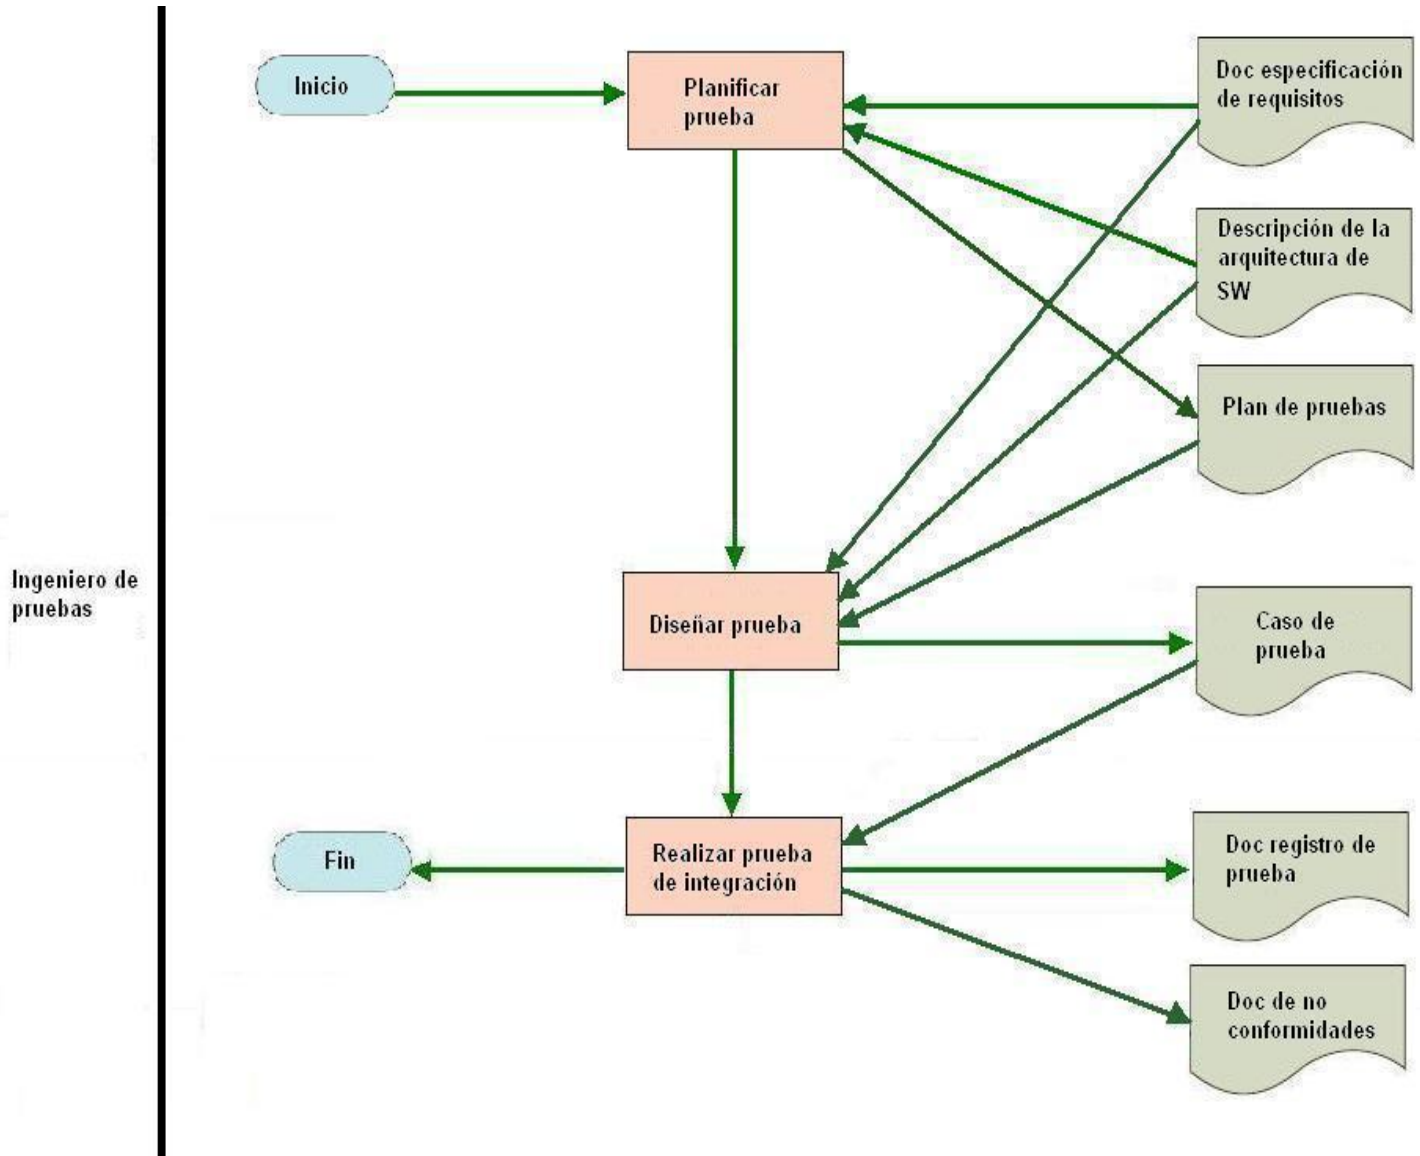 Inicio
Planificar
prueba
Doc especificación
de requisitos
Descripción de la
arquitectura de
SW
Plan de pruebas
Ingeniero de
pruebas
Diseñar prueba
Caso de
prueba
Fin
Realizar prueba
de integración
Doc registro de
prueba
Doc de no
conformidades